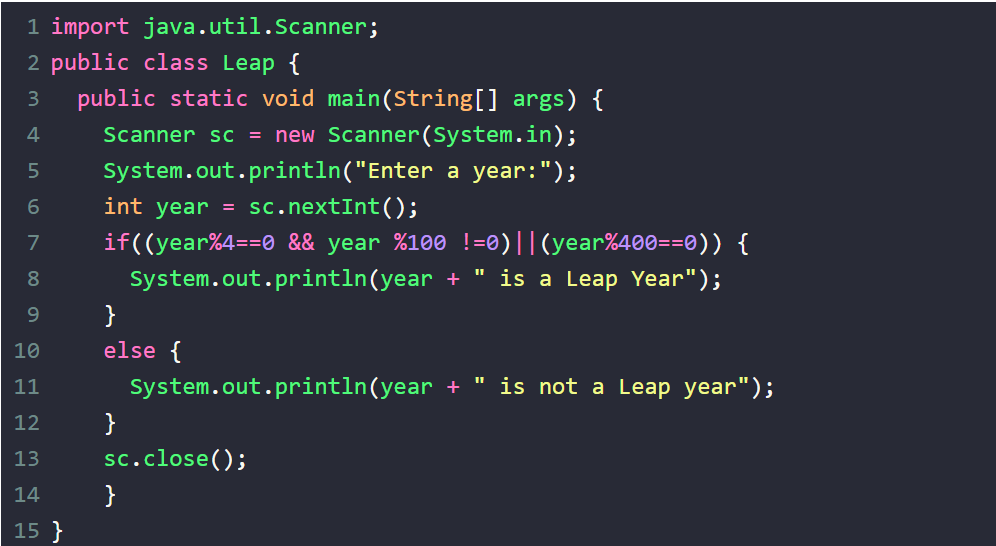 1 import java.util.Scanner;
2 public class Leap {
3   public static void main(String[] args) {
4     Scanner sc = new Scanner(System.in);
5     System.out.println("Enter a year:");
6     int year = sc.nextInt();
7     if((year%4==0 && year %100 !=0)||(year%400==0)) {
8       System.out.println(year + " is a Leap Year");
9     }
10     else {
11       System.out.println(year + " is not a Leap year");
12     }
13     sc.close();
14     }
15 }